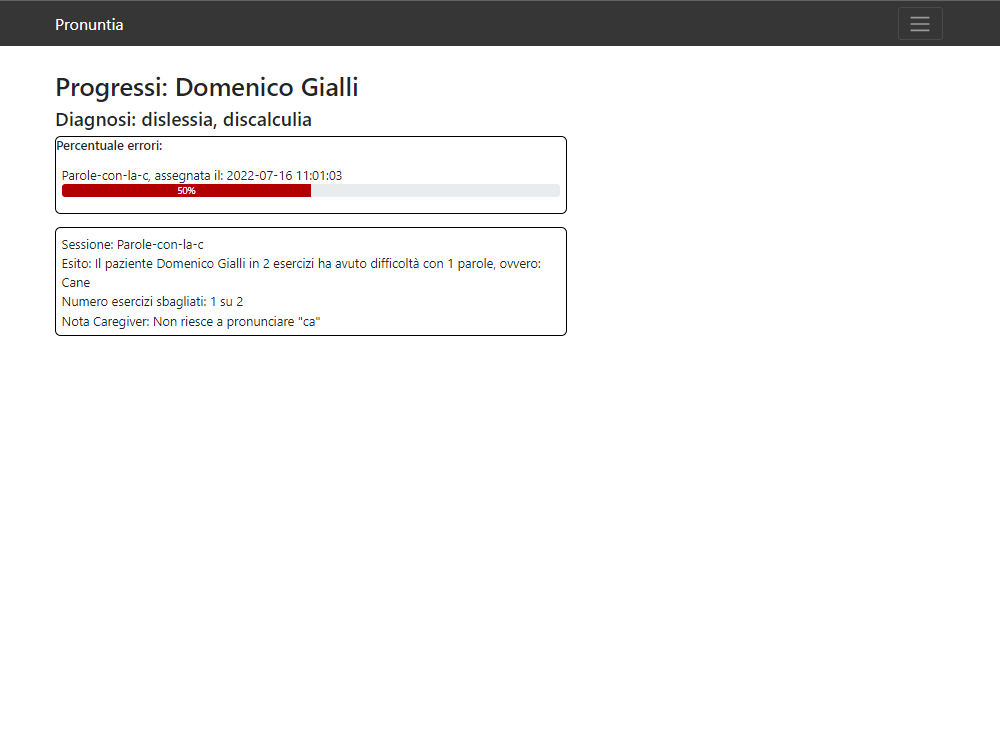 Pronuntia
Progressi: Domenico Gialli
Diagnosi: dislessia, discalculia
Percentuale errori:
Parole-con-la-c, assegnata il: 2022-07-16 11:01:03
50%
Sessione: Parole-con-la-c
Esito: Il paziente Domenico Gialli in 2 esercizi ha avuto difficoltà con 1 parole, ovvero:
Cane
Numero esercizi sbagliati: 1 su 2
Nota Caregiver: Non riesce a pronunciare "ca"